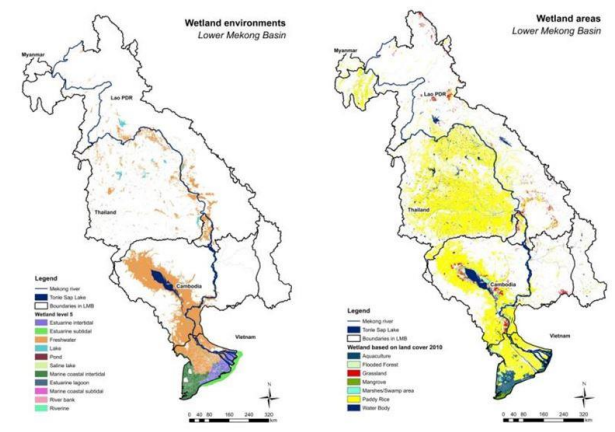 Wetland environments
Lower Mekong Basin
Myanmar
Lao PDR
Thailand
Cambodia
Vietnam
Legend
Mekong river
Tonle Sap Lake
Boundaries in LMB
Wetland level 5
Estuarine intertidal
Estuarine subtidal
Freshwater
Lake
Pond
Saline lake
Marine coastal intertidal
Estuarine lagoon
Marine coastal subtidal
River bank
Riverine
N
0 40 80 160 240 320
km
Wetland areas
Lower Mekong Basin
Myanmar
Lao PDR
Thailand
Cambodia
Vietnam
Legend
Mekong river
Tonle Sap Lake
Boundaries in LMB
Wetland based on land cover 2010
Aquaculture
Flooded Forest
Grassland
Mangrove
Marshes/Swamp area
Paddy Rice
Water Body
N
0 40 80 160 240 320
km